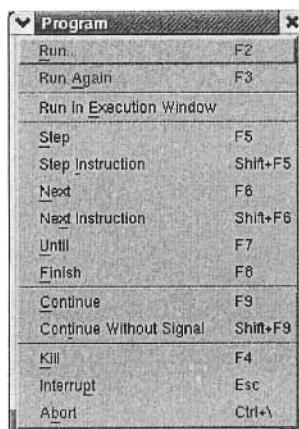 Program
Run... F2
Run Again F3
Run In Execution Window
Step F5
Step Instruction Shift+F5
Next F6
Next Instruction Shift+F6
Until F7
Finish F8
Continue F9
Continue Without Signal Shift+F9
Kill F4
Interrupt Esc
Abort Ctrl+\